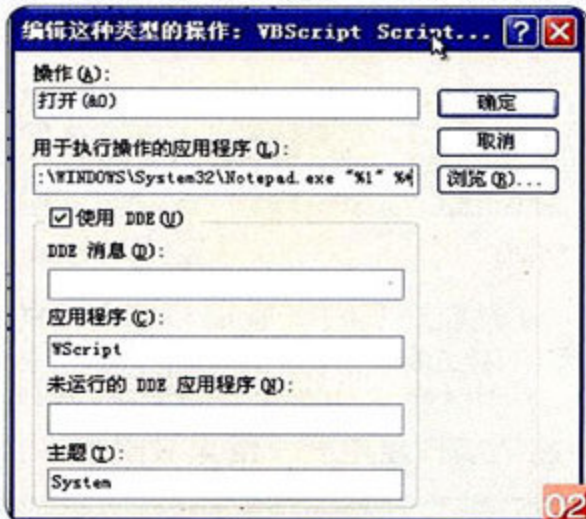 编辑这种类型的操作: VBScript Script...
操作(A):
打开(&O)
确定
用于执行操作的应用程序(L):
取消
:\WINDOWS\System32\Notepad.exe "%1" %*
浏览(B)...
使用 DDE(U)
DDE 消息(D):
应用程序(C):
WScript
未运行的 DDE 应用程序(N):
主题(T):
System
02